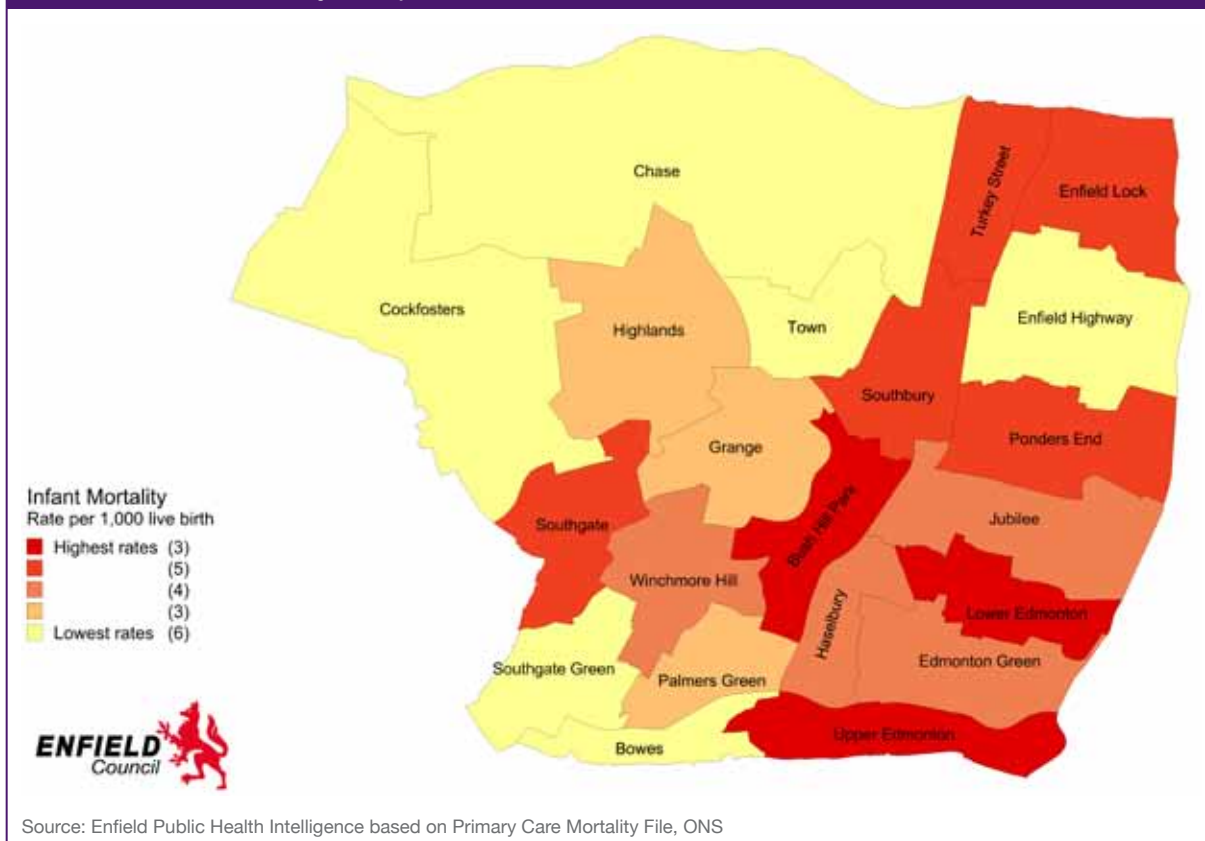 Chase
Turkey Street
Enfield Lock
Cockfosters
Highlands
Town
Enfield Highway
Southbury
Grange
Ponders End
Infant Mortality
Rate per 1,000 live birth
Highest rates (3)
(5)
(4)
(3)
Lowest rates (6)
Southgate
Bush Hill Park
Jubilee
Winchmore Hill
Haselbury
Lower Edmonton
Southgate Green
Palmers Green
Edmonton Green
Bowes
Upper Edmonton
ENFIELD
Council
Source: Enfield Public Health Intelligence based on Primary Care Mortality File, ONS